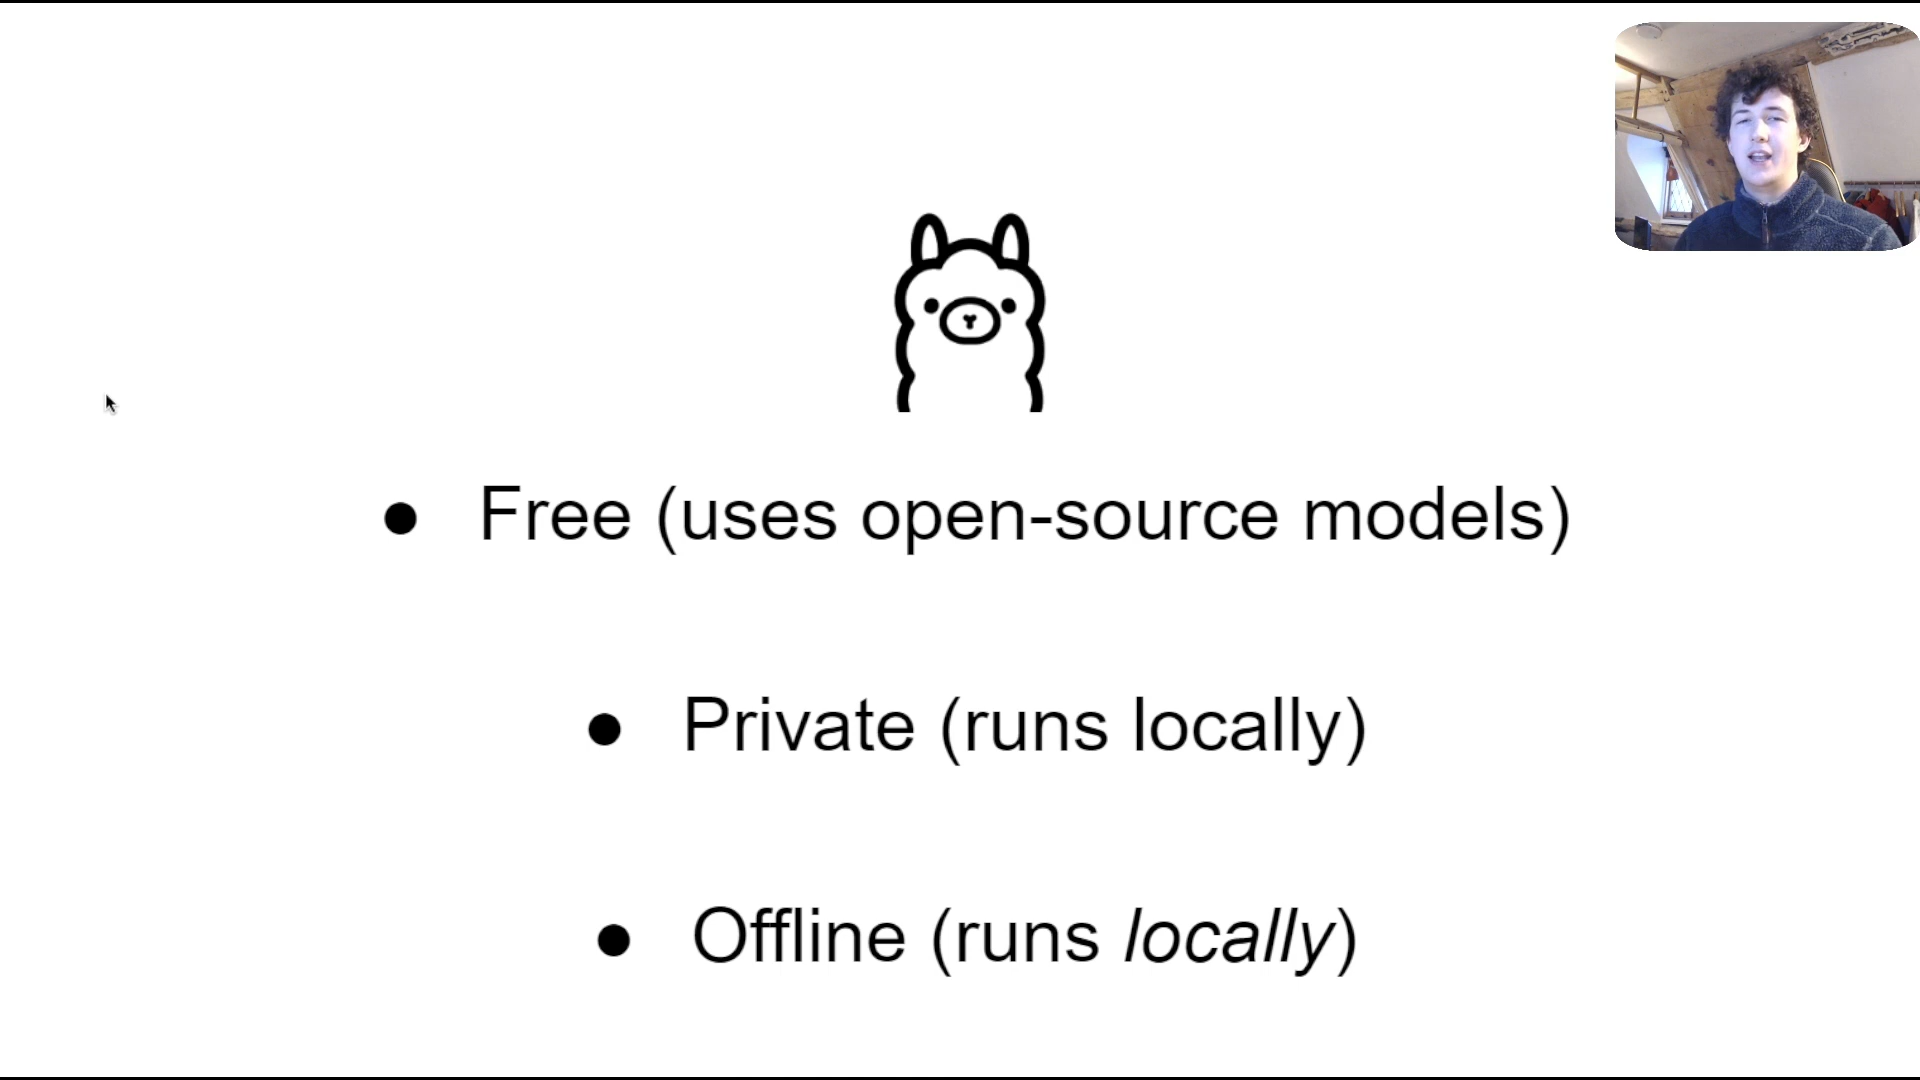 ● Free (uses open-source models)
● Private (runs locally)
● Offline (runs locally)